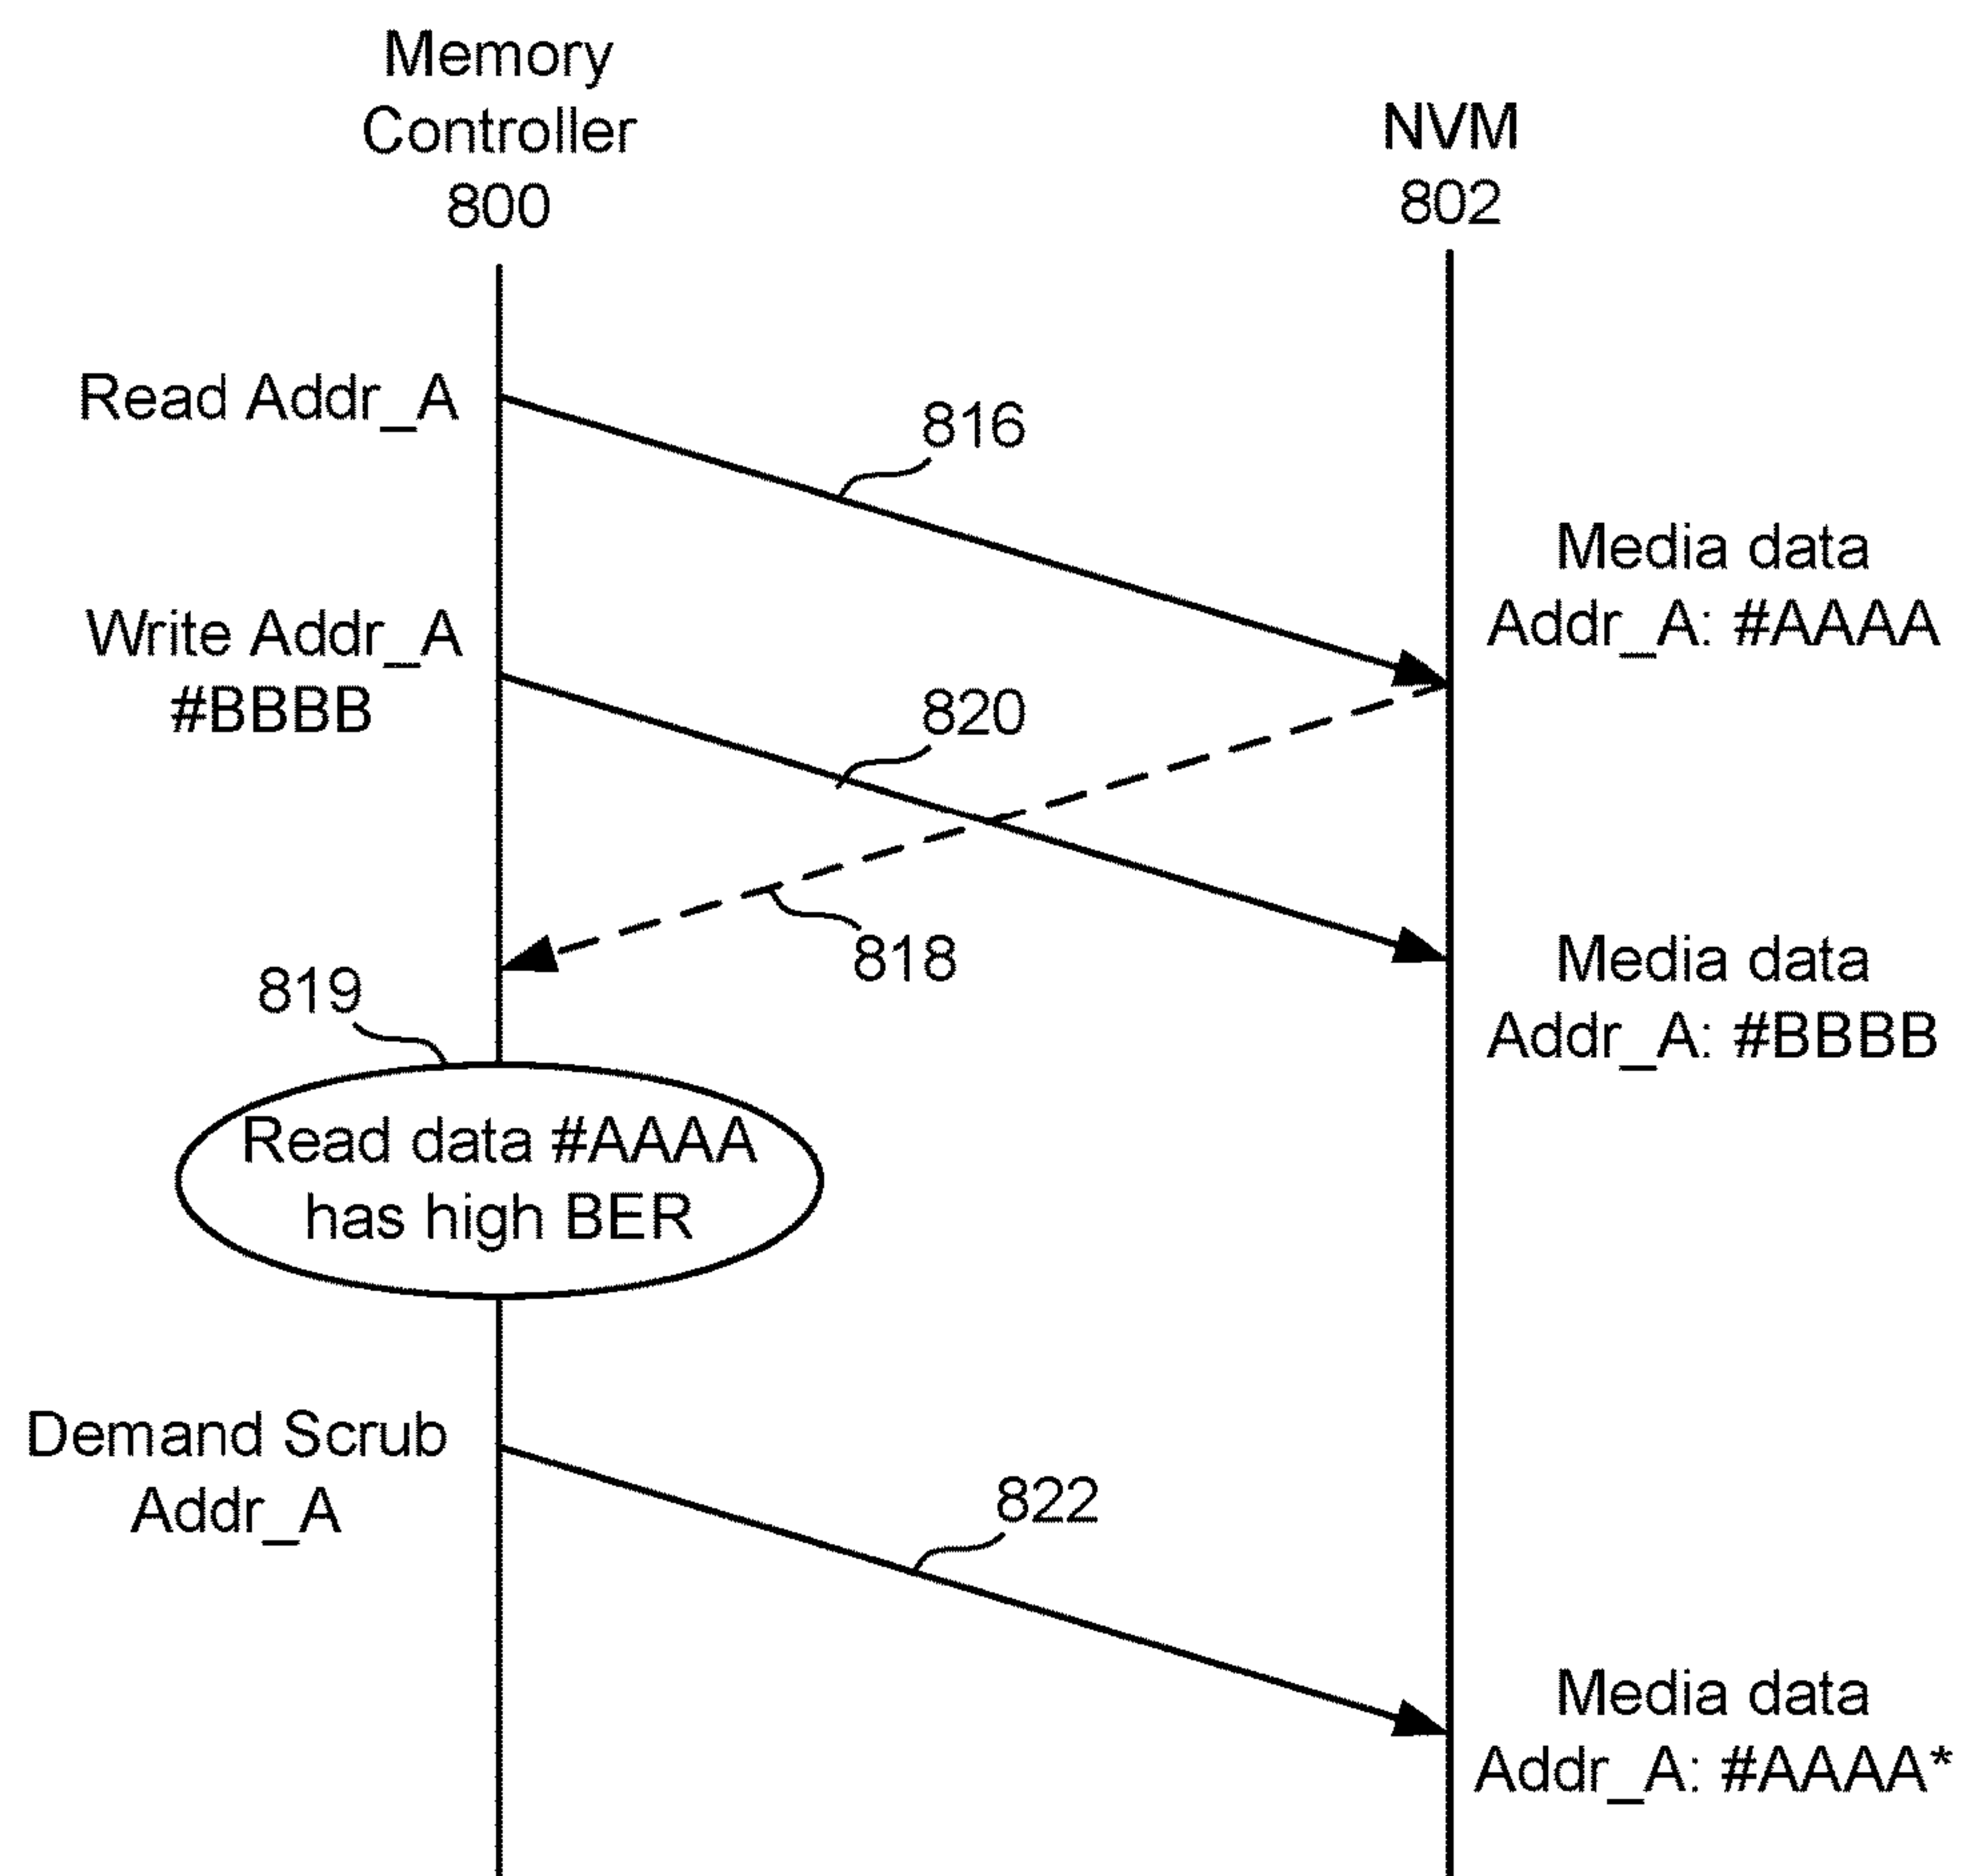 Memory
Controller
800
NVM
802
Read Addr_A
816
Media data
Addr_A: #AAAA
Write Addr_A
#BBBB
820
818
Media data
Addr_A: #BBBB
819
Read data #AAAA
has high BER
Demand Scrub
Addr_A
822
Media data
Addr_A: #AAAA*